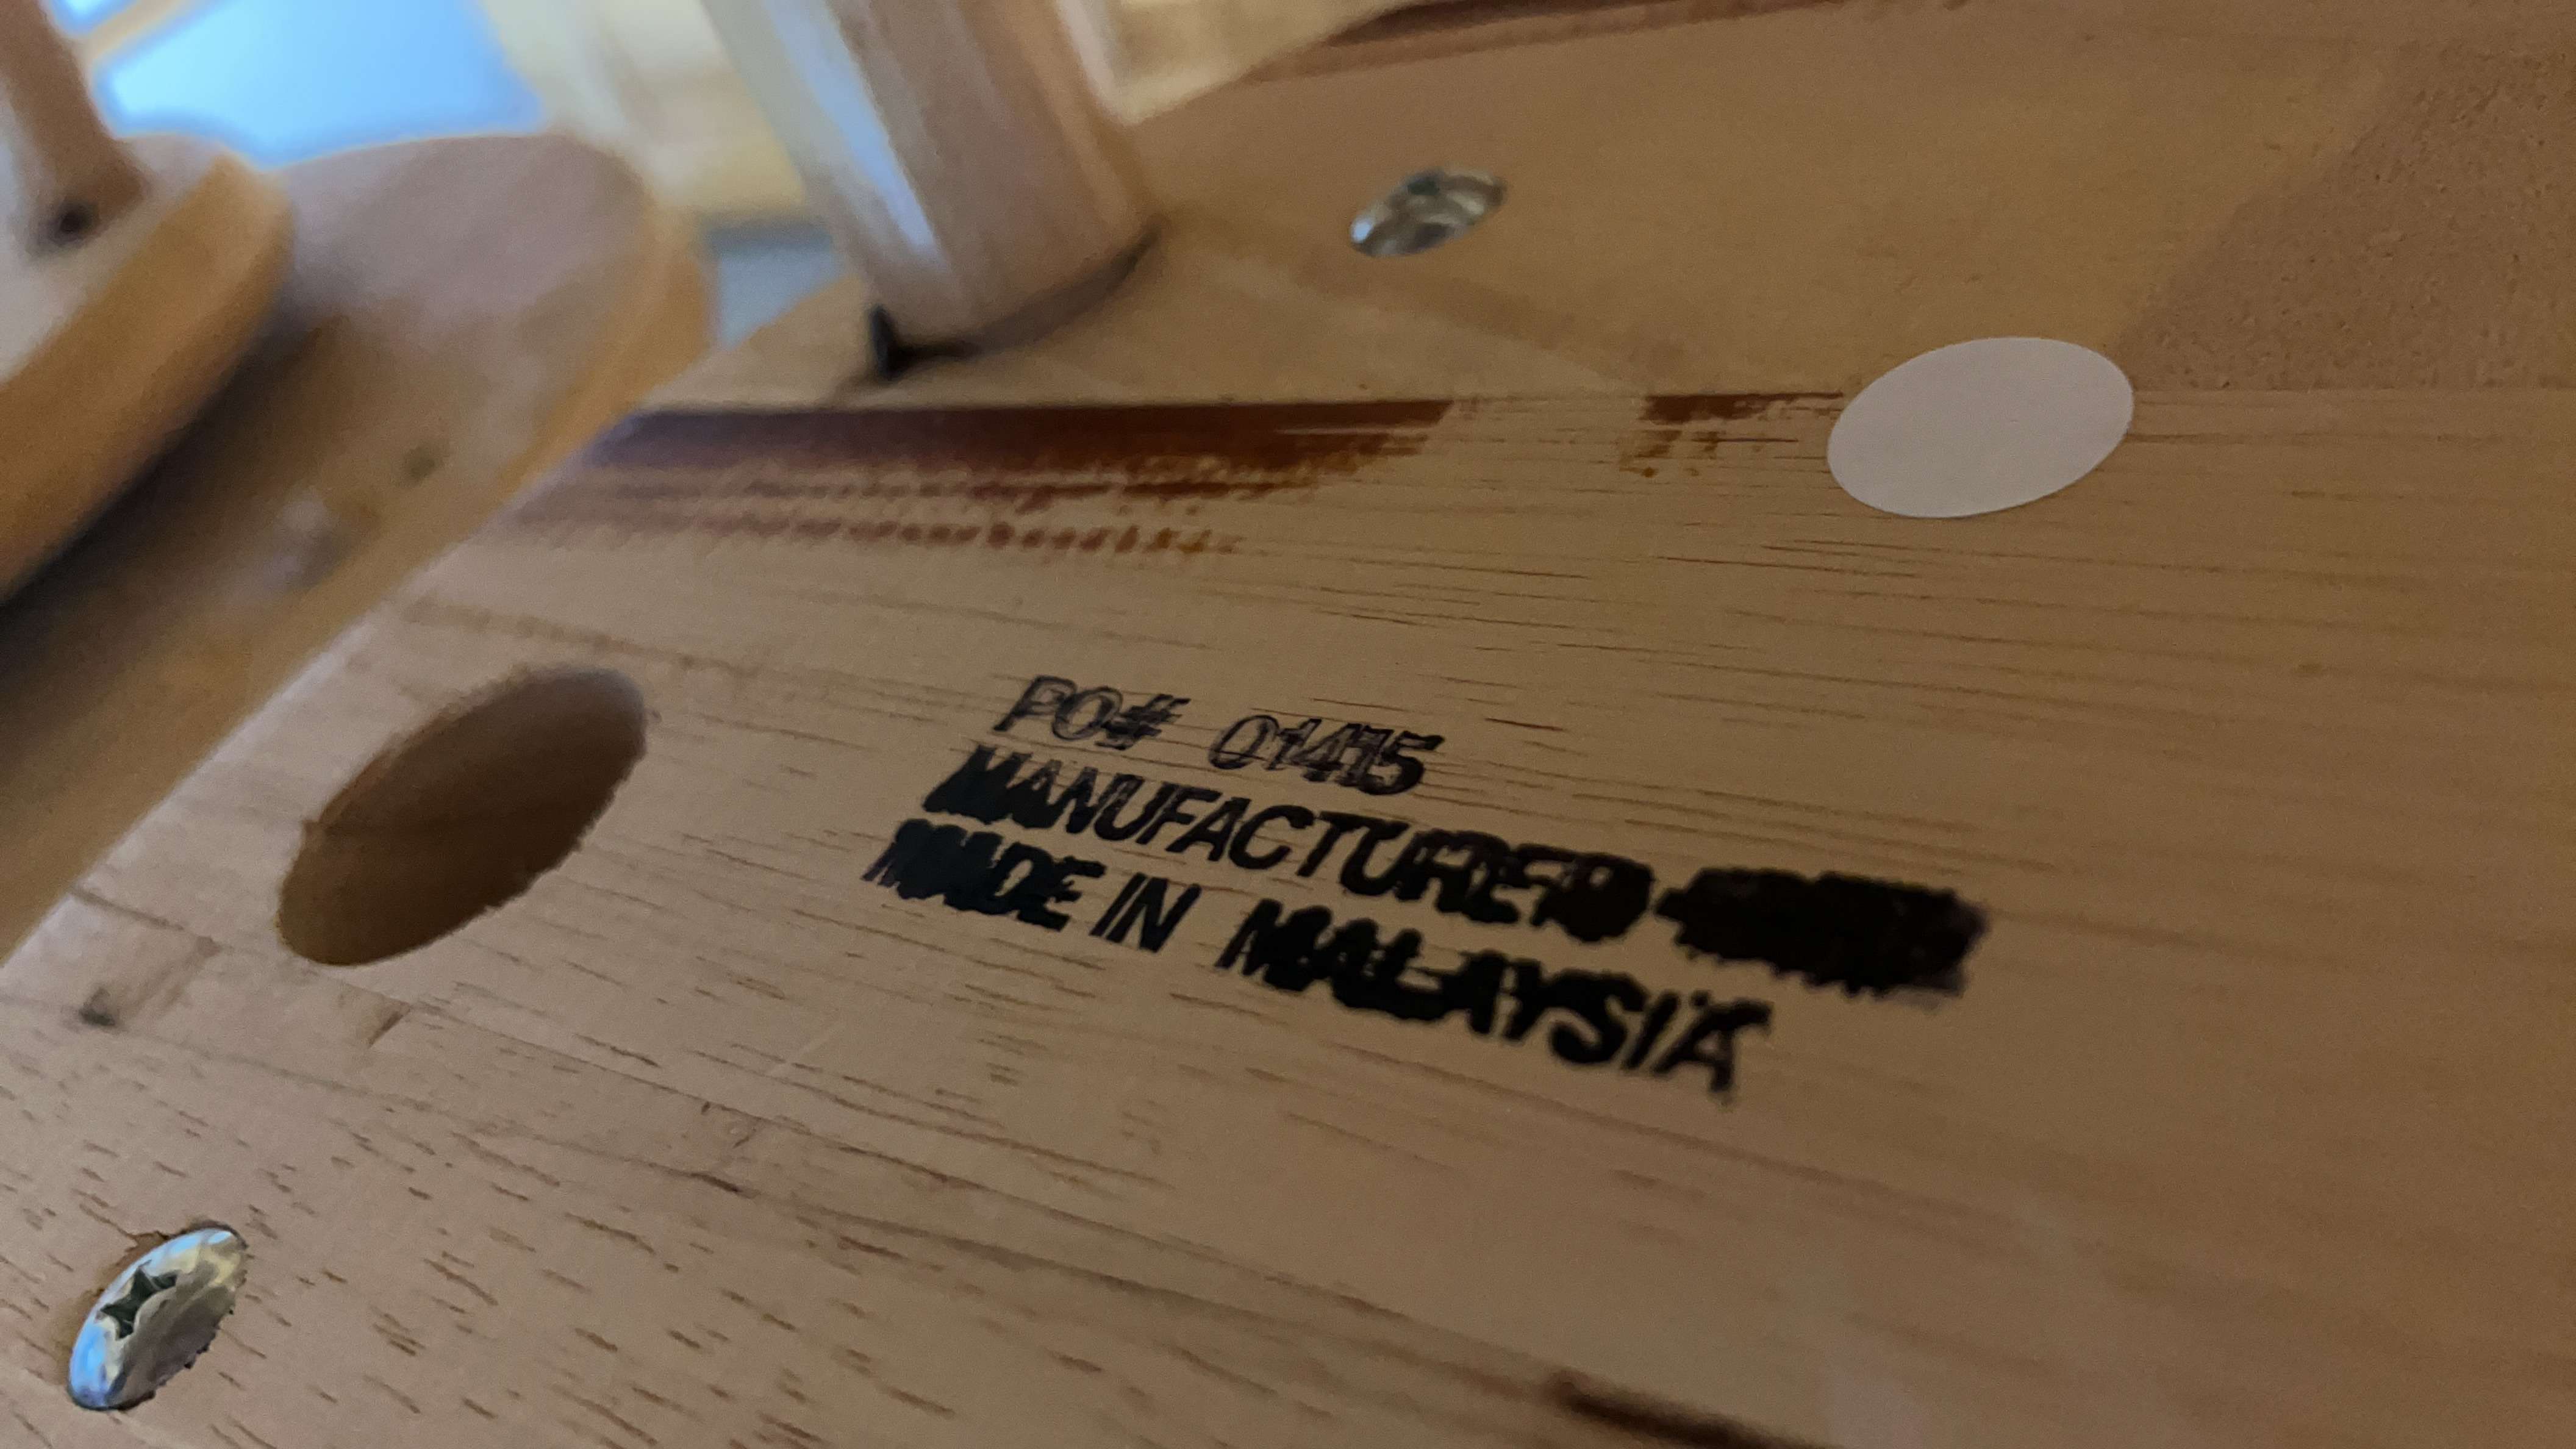 PO# 01415
MANUFACTURED
MADE IN MALAYSIA